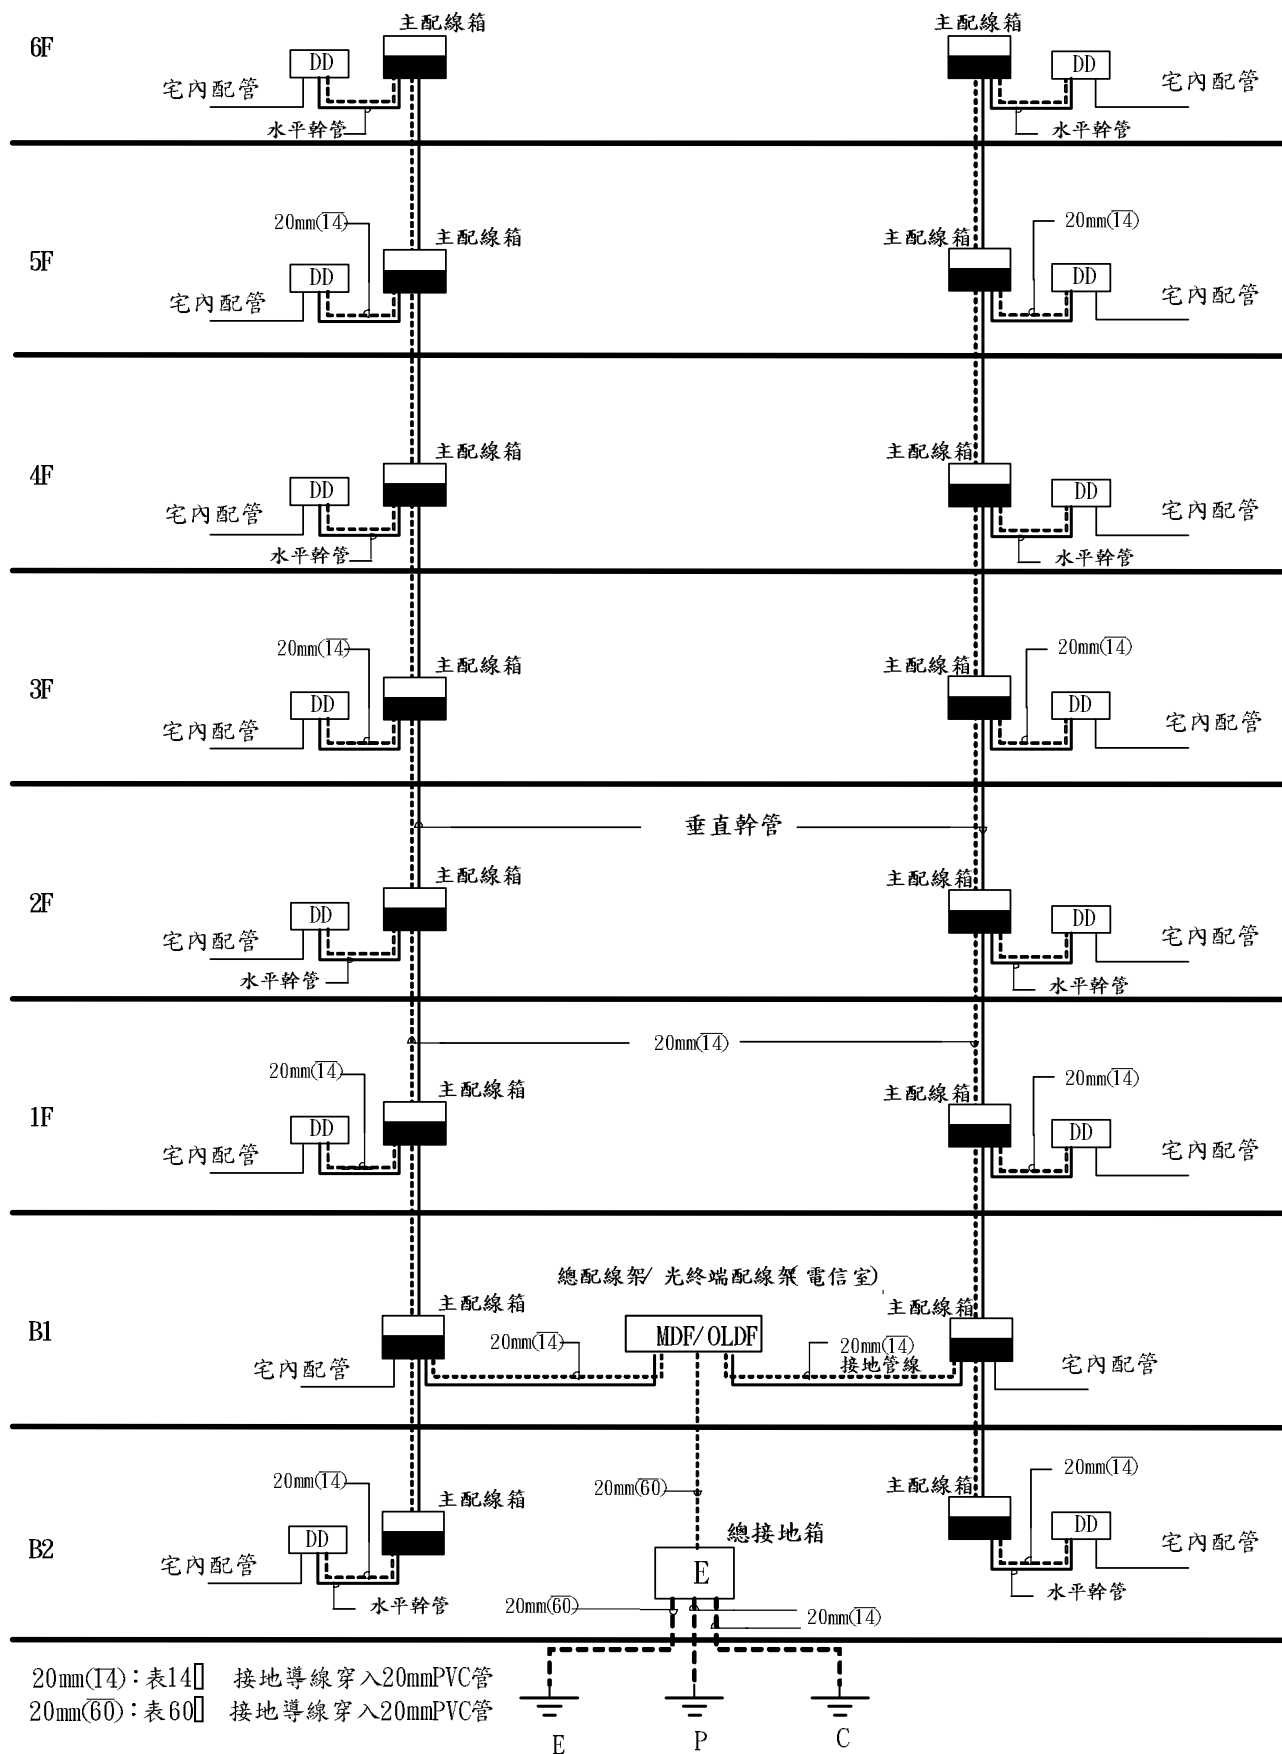 主配線箱
主配線箱
6F
DD
DD
宅內配管
宅內配管
水平幹管
水平幹管
20mm(14)
20mm(14)
主配線箱
主配線箱
5F
DD
DD
宅內配管
宅內配管
主配線箱
主配線箱
4F
DD
DD
宅內配管
宅內配管
水平幹管
水平幹管
20mm(14)
20mm(14)
主配線箱
主配線箱
3F
DD
DD
宅內配管
宅內配管
垂直幹管
主配線箱
主配線箱
2F
DD
DD
宅內配管
宅內配管
水平幹管
水平幹管
20mm(14)
20mm(14)
20mm(14)
主配線箱
主配線箱
1F
DD
DD
宅內配管
宅內配管
總配線架/ 光終端配線架(電信室)
主配線箱
主配線箱
B1
MDF/OLDF
20mm(14)
20mm(14)
接地管線
宅內配管
宅內配管
20mm(14)
20mm(14)
20mm(60)
主配線箱
主配線箱
總接地箱
B2
DD
DD
E
宅內配管
宅內配管
水平幹管
水平幹管
20mm(60)
20mm(14)
20mm(14):表14 接地導線穿入20mmPVC管
20mm(60):表60 接地導線穿入20mmPVC管
E
P
C